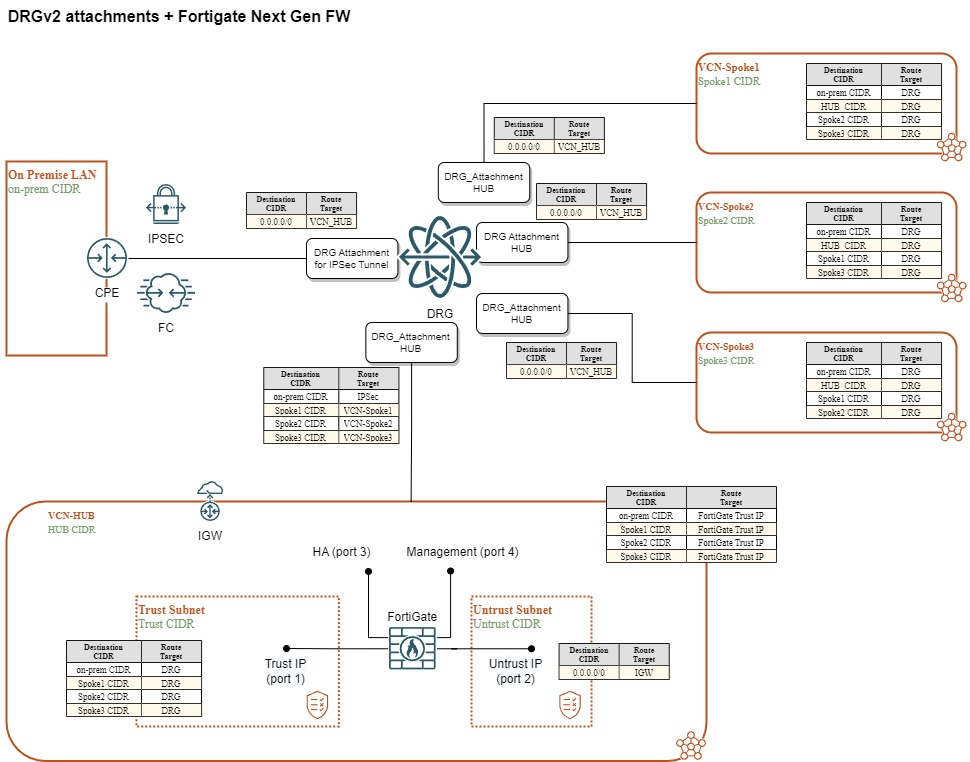 DRGv2 attachments + Fortigate Next Gen FW
VCN-Spoke1
Spoke1 CIDR
Destination CIDR Route Target
on-prem CIDR DRG
HUB CIDR DRG
Spoke2 CIDR DRG
Spoke3 CIDR DRG
Destination CIDR Route Target
0.0.0.0/0 VCN_HUB
DRG_Attachment
HUB
On Premise LAN
on-prem CIDR
IPSEC
CPE
FC
Destination CIDR Route Target
0.0.0.0/0 VCN_HUB
DRG Attachment
for IPSec Tunnel
DRG
Destination CIDR Route Target
0.0.0.0/0 VCN_HUB
DRG Attachment
HUB
VCN-Spoke2
Spoke2 CIDR
Destination CIDR Route Target
on-prem CIDR DRG
HUB CIDR DRG
Spoke1 CIDR DRG
Spoke3 CIDR DRG
DRG_Attachment
HUB
Destination CIDR Route Target
0.0.0.0/0 VCN_HUB
VCN-Spoke3
Spoke3 CIDR
Destination CIDR Route Target
on-prem CIDR DRG
HUB CIDR DRG
Spoke1 CIDR DRG
Spoke2 CIDR DRG
DRG_Attachment
HUB
Destination CIDR Route Target
on-prem CIDR IPSec
Spoke1 CIDR VCN-Spoke1
Spoke2 CIDR VCN-Spoke2
Spoke3 CIDR VCN-Spoke3
VCN-HUB
HUB CIDR
IGW
Destination CIDR Route Target
on-prem CIDR FortiGate Trust IP
Spoke1 CIDR FortiGate Trust IP
Spoke2 CIDR FortiGate Trust IP
Spoke3 CIDR FortiGate Trust IP
HA (port 3)
Management (port 4)
Trust Subnet
Trust CIDR
FortiGate
Untrust Subnet
Untrust CIDR
Destination CIDR Route Target
on-prem CIDR DRG
Spoke1 CIDR DRG
Spoke2 CIDR DRG
Spoke3 CIDR DRG
Trust IP
(port 1)
Untrust IP
(port 2)
Destination CIDR Route Target
0.0.0.0/0 IGW